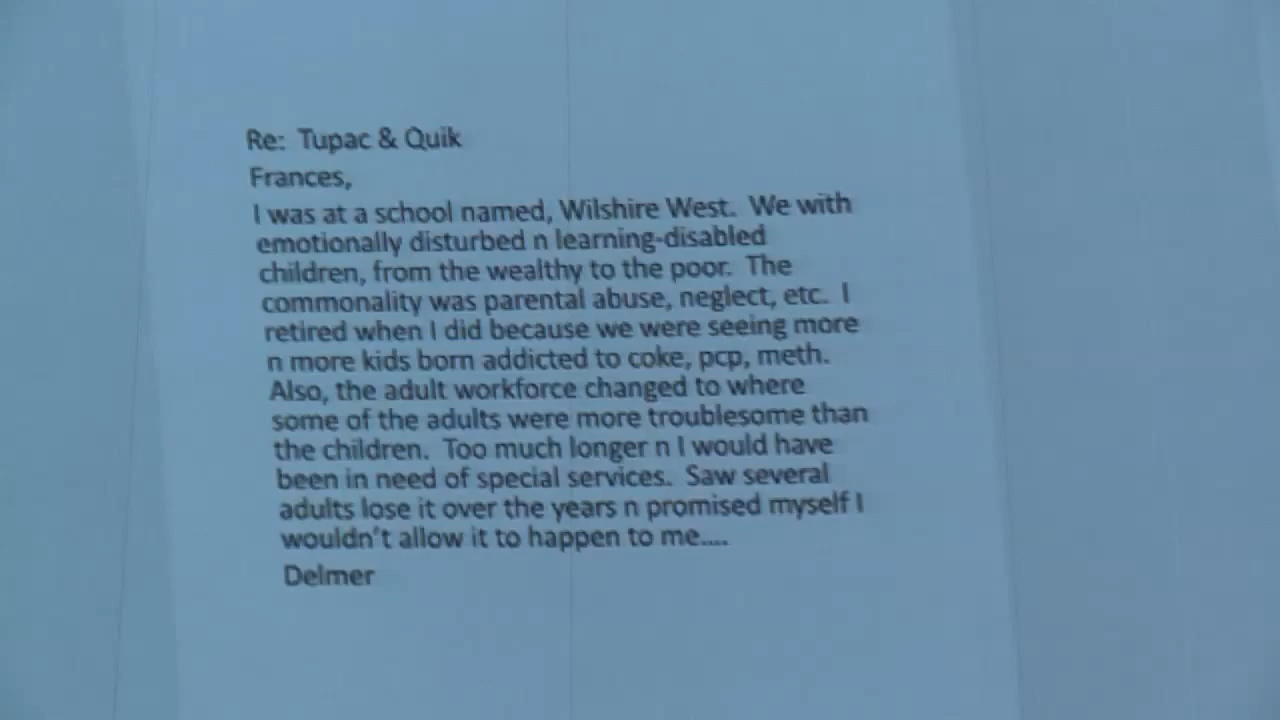 Re:  Tupac & Quik
Frances,
I was at a school named, Wilshire West.  We with
emotionally disturbed n learning-disabled
children, from the wealthy to the poor.  The
commonality was parental abuse, neglect, etc.  I
retired when I did because we were seeing more
n more kids born addicted to coke, pcp, meth.
Also, the adult workforce changed to where
some of the adults were more troublesome than
the children.  Too much longer n I would have
been in need of special services.  Saw several
adults lose it over the years n promised myself I
wouldn't allow it to happen to me....
Delmer